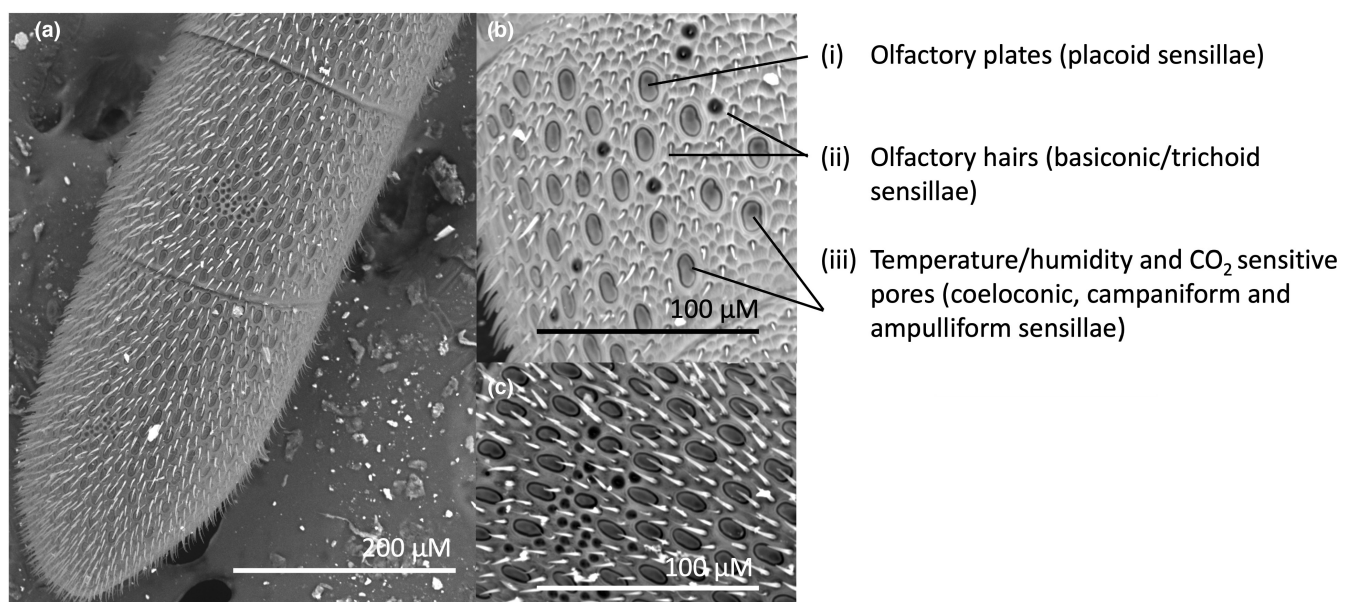 (a)
200 µM
(b)
100 µM
(c)
100 µM
(i) Olfactory plates (placoid sensillae)
(ii) Olfactory hairs (basiconic/trichoid
sensillae)
(iii) Temperature/humidity and CO₂ sensitive
pores (coeloconic, campaniform and
ampulliform sensillae)